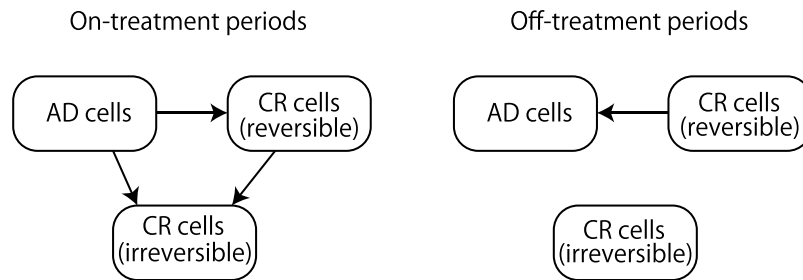 On-treatment periods
Off-treatment periods
AD cells
CR cells
(reversible)
CR cells
(irreversible)
AD cells
CR cells
(reversible)
CR cells
(irreversible)